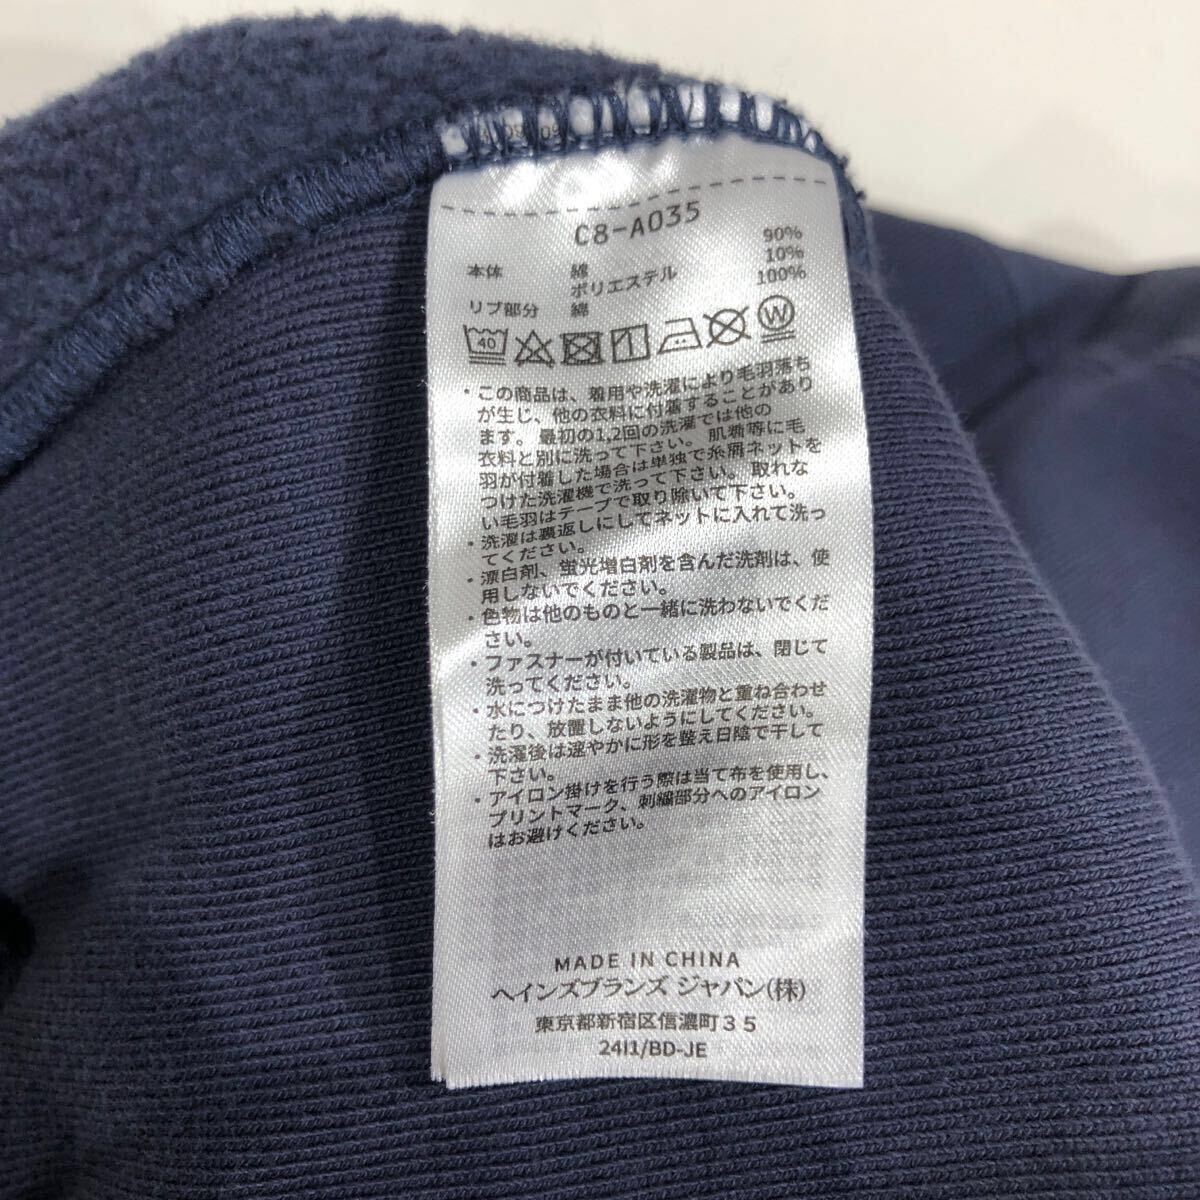 C8-A035
本体 綿 90%
ポリエステル 10%
リブ部分 綿 100%
40
W
・この商品は、着用や洗濯により毛羽落ち
が生じ、他の衣料に付着することがあり
ます。最初の1,2回の洗濯では他の
衣料と別に洗って下さい。肌着等に毛
羽が付着した場合は単独で糸屑ネットを
つけた洗濯機で洗って下さい。取れな
い毛羽はテープで取り除いて下さい。
・洗濯は裏返しにしてネットに入れて洗っ
てください。
・漂白剤、蛍光増白剤を含んだ洗剤は、使
用しないでください。
・色物は他のものと一緒に洗わないでくだ
さい。
・ファスナーが付いている製品は、閉じて
洗ってください。
・水につけたまま他の洗濯物と重ね合わせ
たり、放置しないようにしてください。
・洗濯後は速やかに形を整え日陰で干して
下さい。
・アイロン掛けを行う際は当て布を使用し、
プリントマーク、刺繍部分へのアイロン
はお避けください。
MADE IN CHINA
ヘインズブランズ ジャパン(株)
東京都新宿区信濃町35
24I1/BD-JE